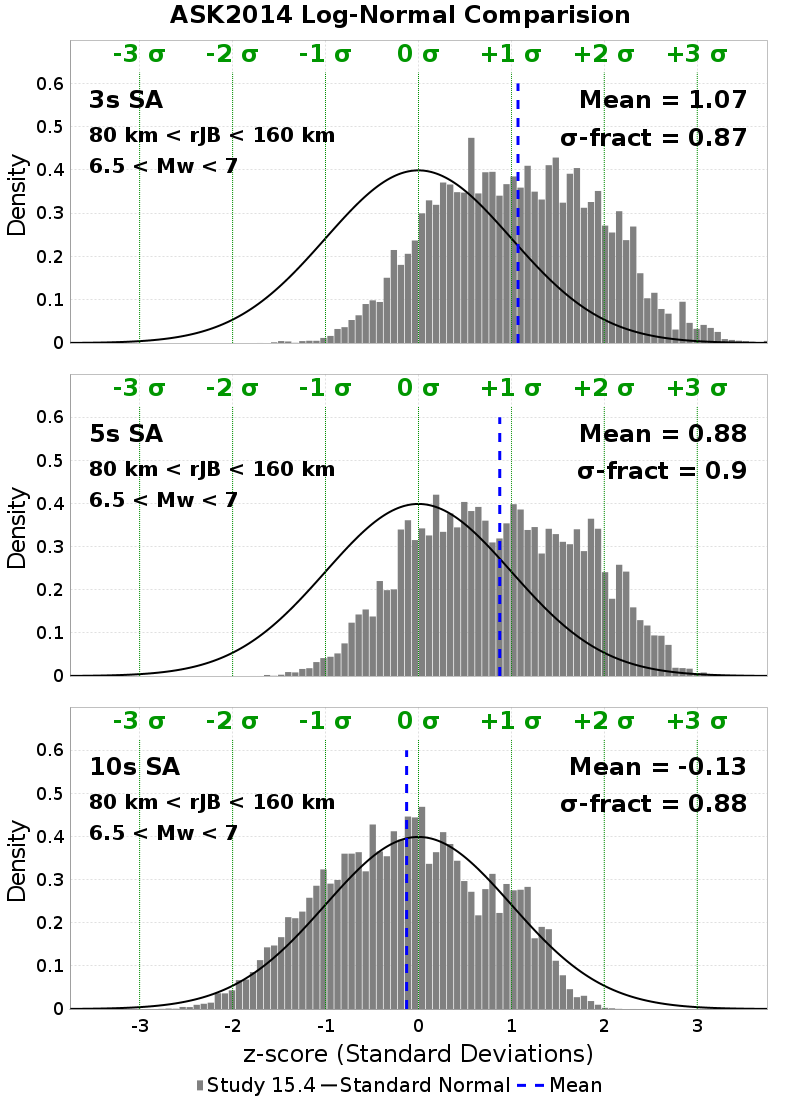 ASK2014 Log-Normal Comparision
-3 σ -2 σ -1 σ 0 σ +1 σ +2 σ +3 σ
0.6
3s SA Mean = 1.07
0.5
80 km < rJB < 160 km σ-fract = 0.87
6.5 < Mw < 7
0.4
Density
0.3
0.2
0.1
0
-3 σ -2 σ -1 σ 0 σ +1 σ +2 σ +3 σ
0.6
5s SA Mean = 0.88
0.5
80 km < rJB < 160 km σ-fract = 0.9
6.5 < Mw < 7
0.4
Density
0.3
0.2
0.1
0
-3 σ -2 σ -1 σ 0 σ +1 σ +2 σ +3 σ
0.6
10s SA Mean = -0.13
0.5
80 km < rJB < 160 km σ-fract = 0.88
6.5 < Mw < 7
0.4
Density
0.3
0.2
0.1
0
-3 -2 -1 0 1 2 3
z-score (Standard Deviations)
Study 15.4 Standard Normal Mean